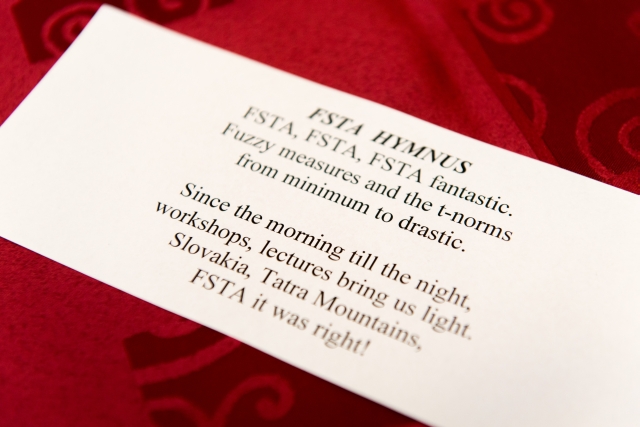 FSTA HYMNUS
FSTA, FSTA, FSTA fantastic.
Fuzzy measures and the t-norms
from minimum to drastic.
Since the morning till the night,
workshops, lectures bring us light.
Slovakia, Tatra Mountains,
FSTA it was right!